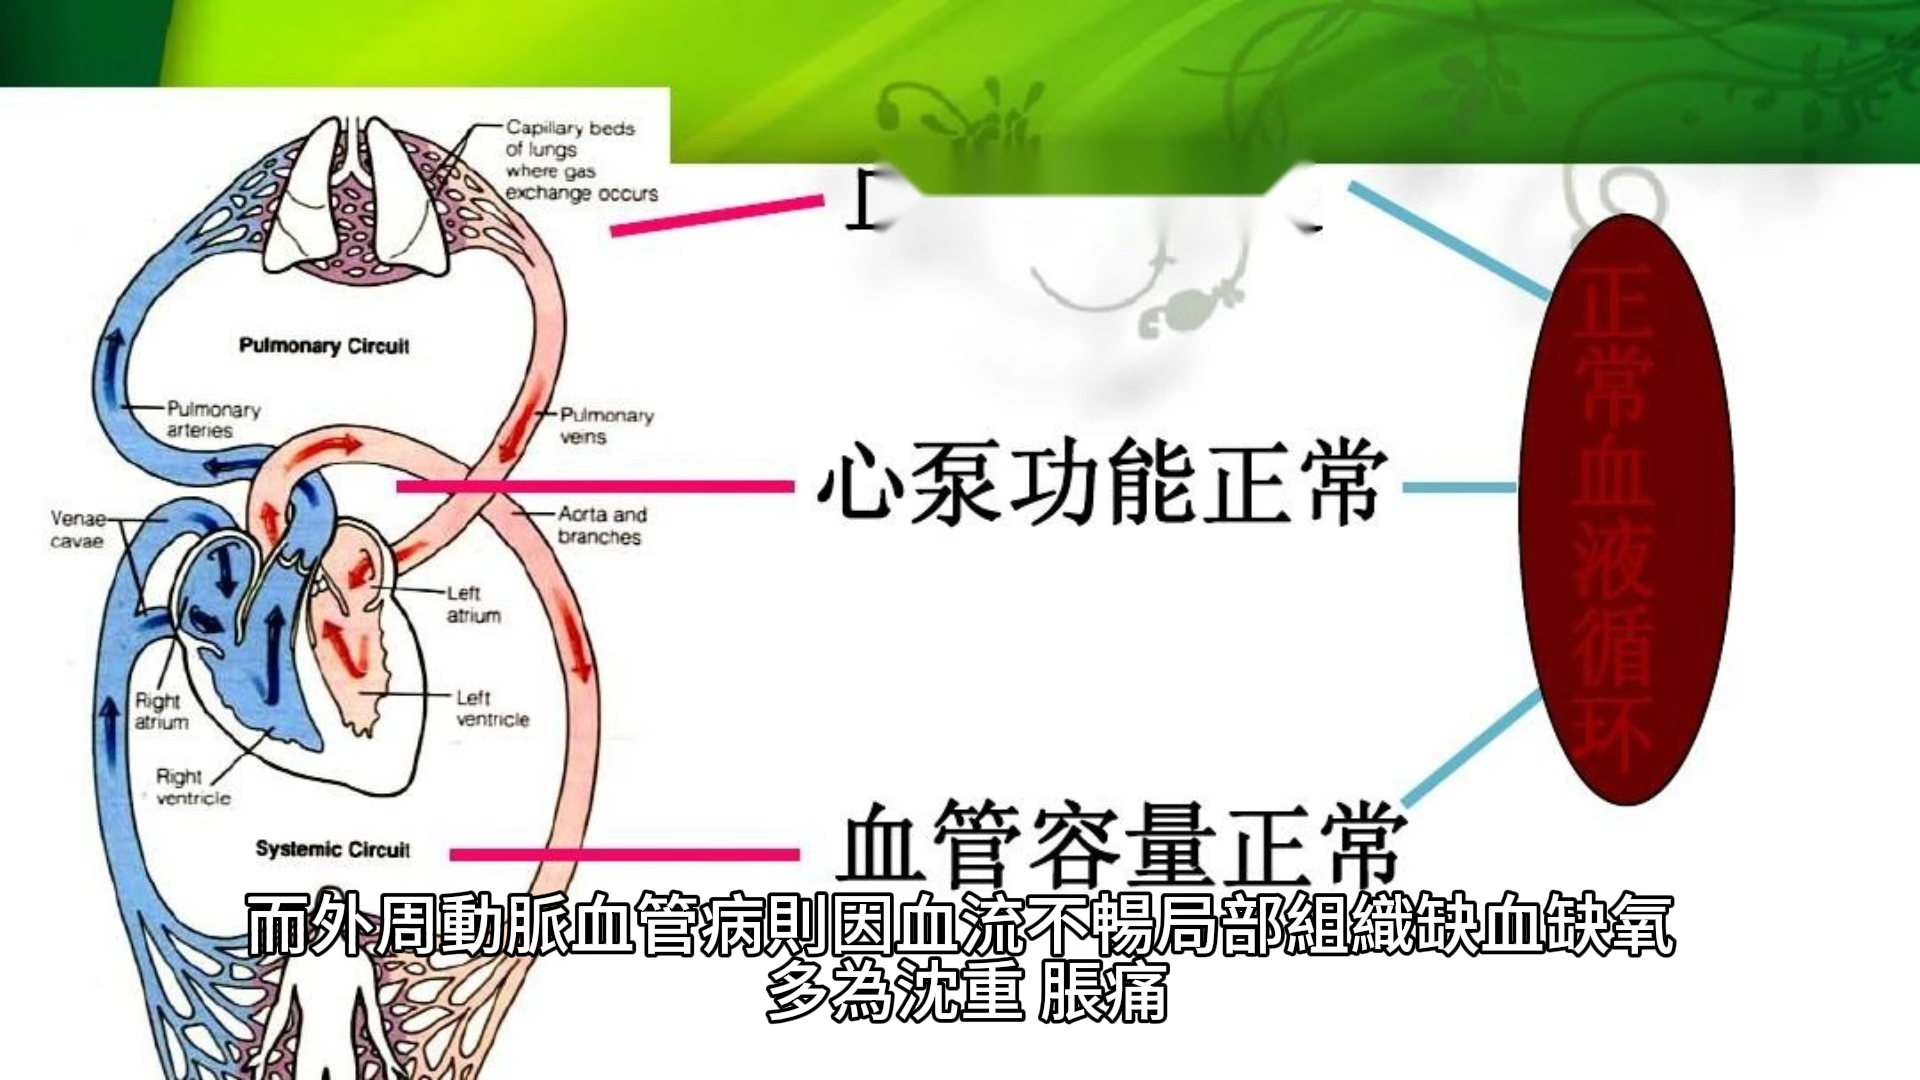 Capillary beds
of lungs
where gas
exchange occurs
Pulmonary Circuit
Pulmonary
arteries
Pulmonary
veins
心泵功能正常
Venae
cavae
Aorta and
branches
Left
atrium
Right
atrium
Left
ventricle
Right
ventricle
Systemic Circuit
血管容量正常
正常血液循环
而外周動脈血管病則因血流不暢局部組織缺血缺氧
多為沈重 脹痛